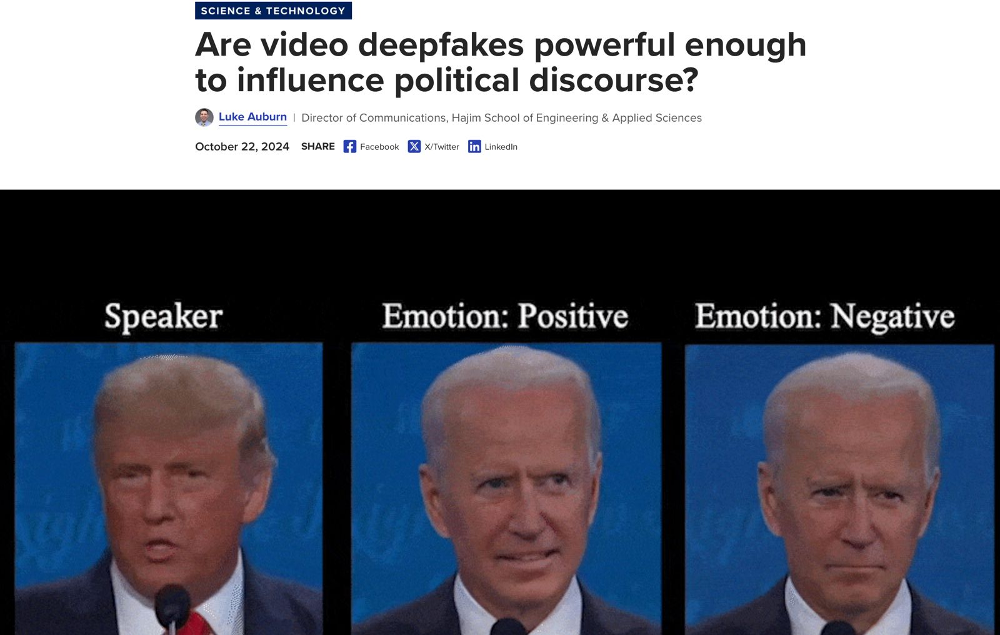 SCIENCE & TECHNOLOGY
Are video deepfakes powerful enough
to influence political discourse?
Luke Auburn | Director of Communications, Hajim School of Engineering & Applied Sciences
October 22, 2024 SHARE Facebook X/Twitter LinkedIn
Speaker Emotion: Positive Emotion: Negative